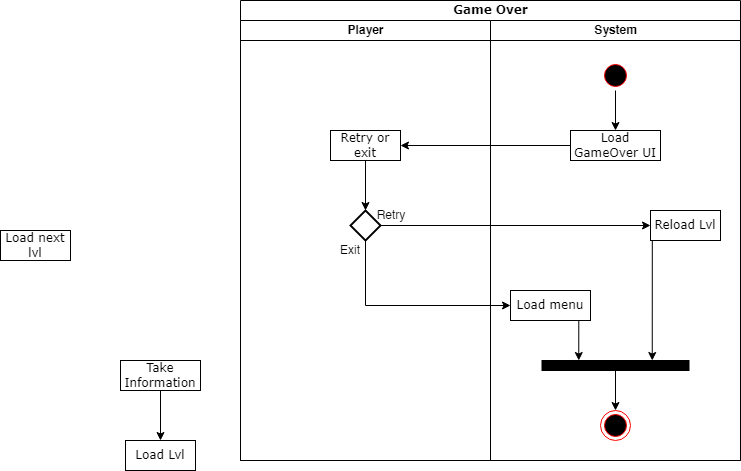 Game Over
Player
System
Retry or
exit
Load
GameOver UI
Retry
Reload Lvl
Load next
lvl
Exit
Load menu
Take
Information
Load Lvl